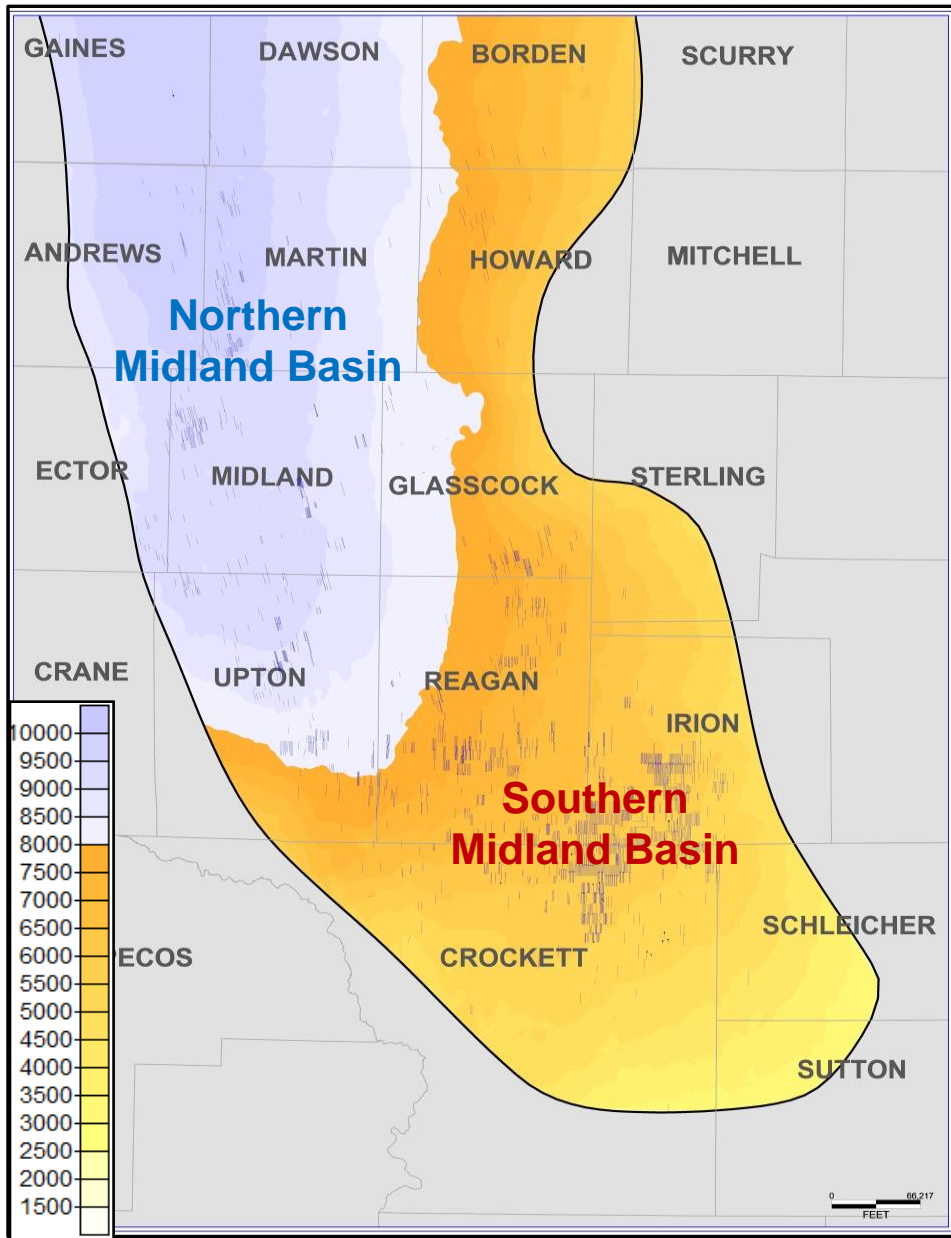 GAINES
DAWSON
BORDEN
SCURRY
ANDREWS
MARTIN
HOWARD
MITCHELL
Northern
Midland Basin
ECTOR
MIDLAND
GLASSCOCK
STERLING
CRANE
UPTON
REAGAN
IRION
Southern
Midland Basin
PECOS
CROCKETT
SCHLEICHER
SUTTON
10000
9500
9000
8500
8000
7500
7000
6500
6000
5500
5000
4500
4000
3500
3000
2500
2000
1500
0 66,217
FEET